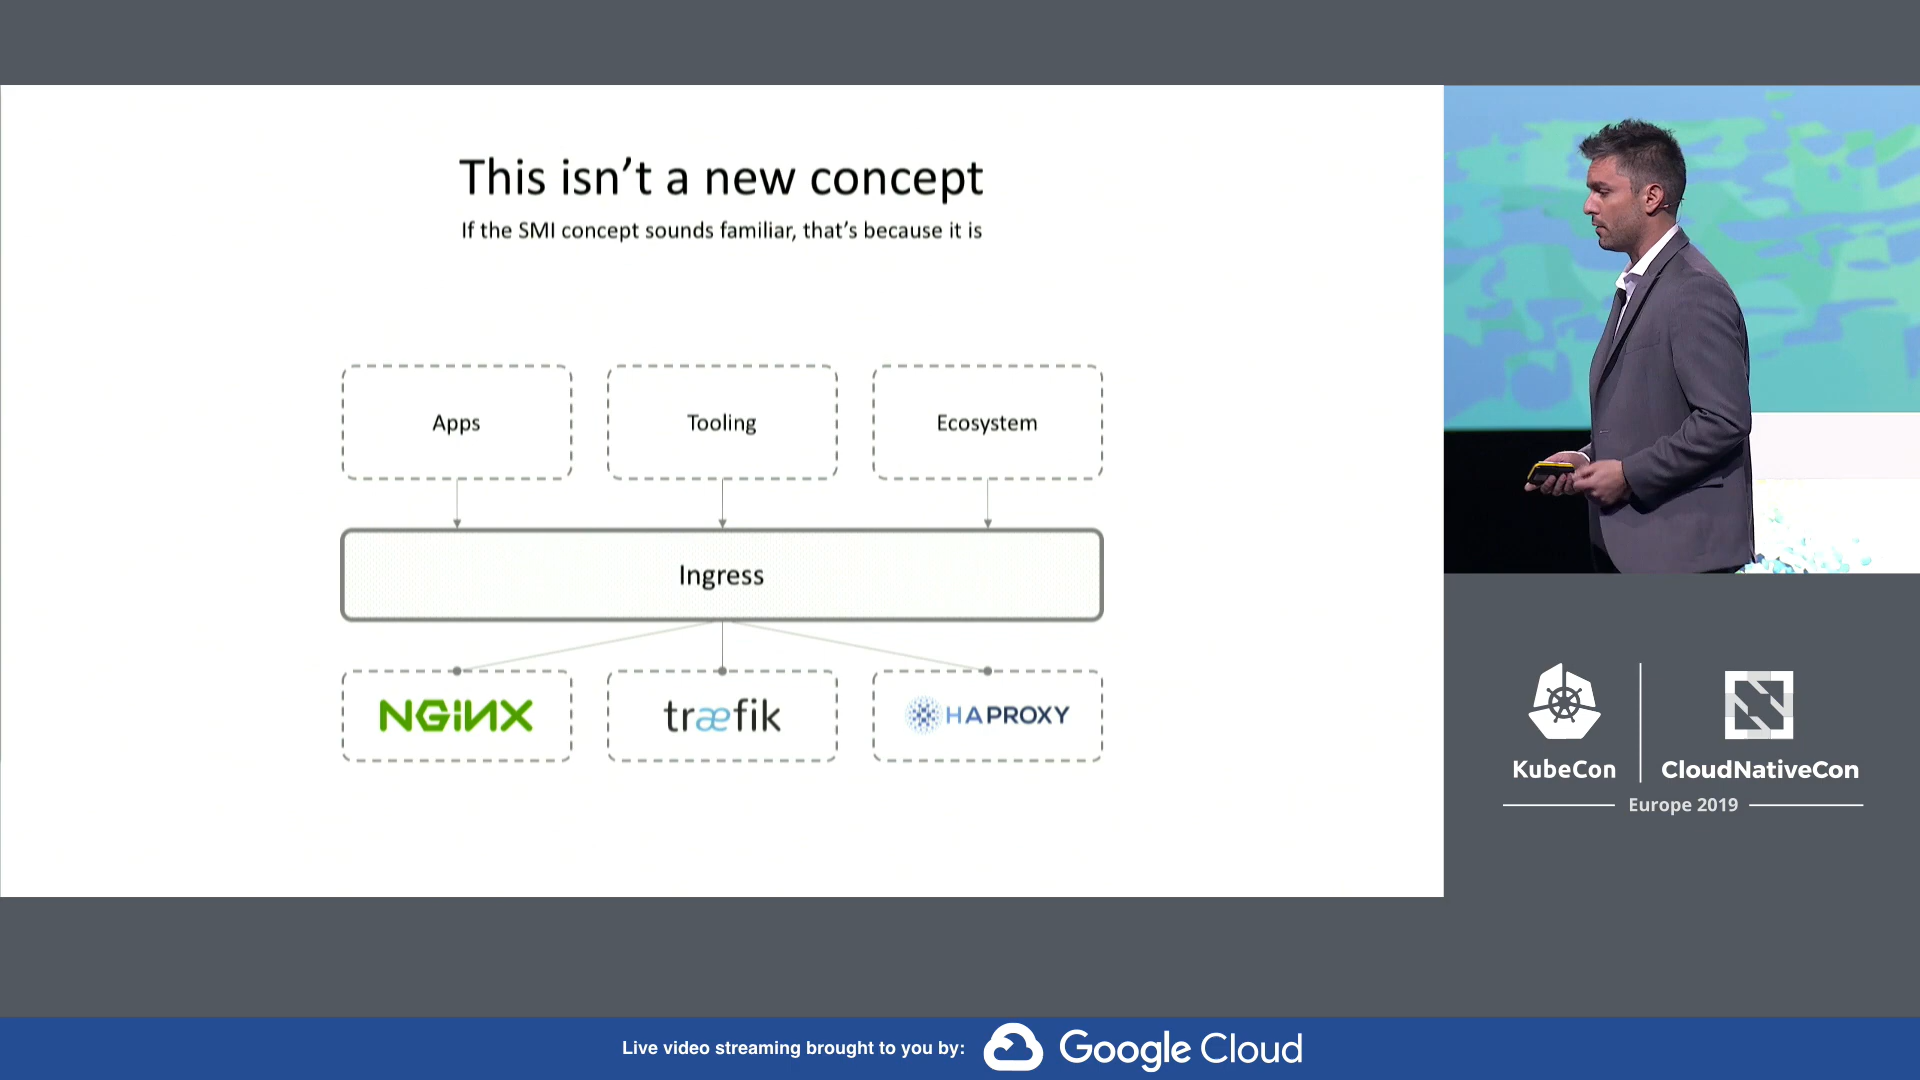 This isn't a new concept
If the SMI concept sounds familiar, that's because it is
Apps
Tooling
Ecosystem
Ingress
NGiNX
træfik
HAPROXY
KubeCon
CloudNativeCon
Europe 2019
Live video streaming brought to you by:
Google Cloud